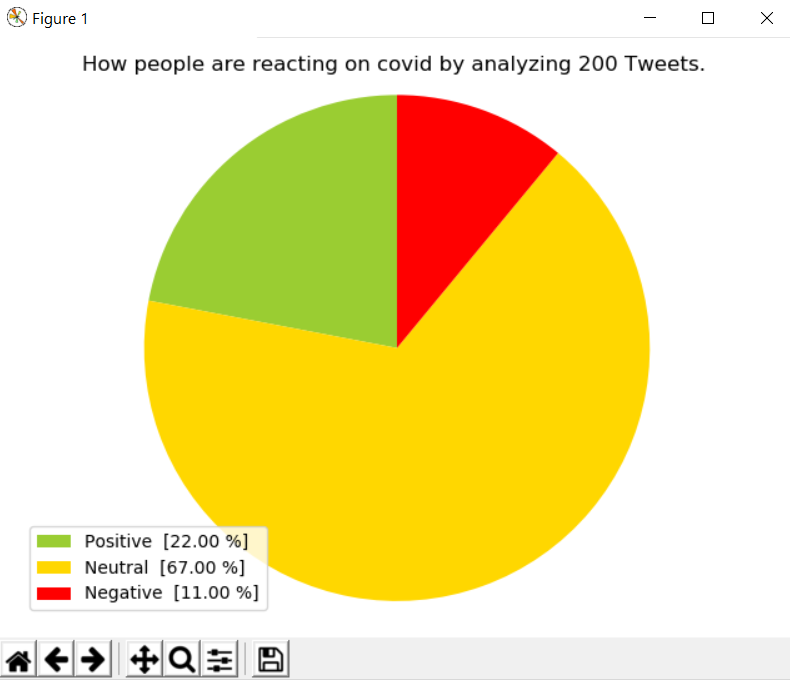 Figure 1
How people are reacting on covid by analyzing 200 Tweets.
Positive [22.00 %]
Neutral [67.00 %]
Negative [11.00 %]